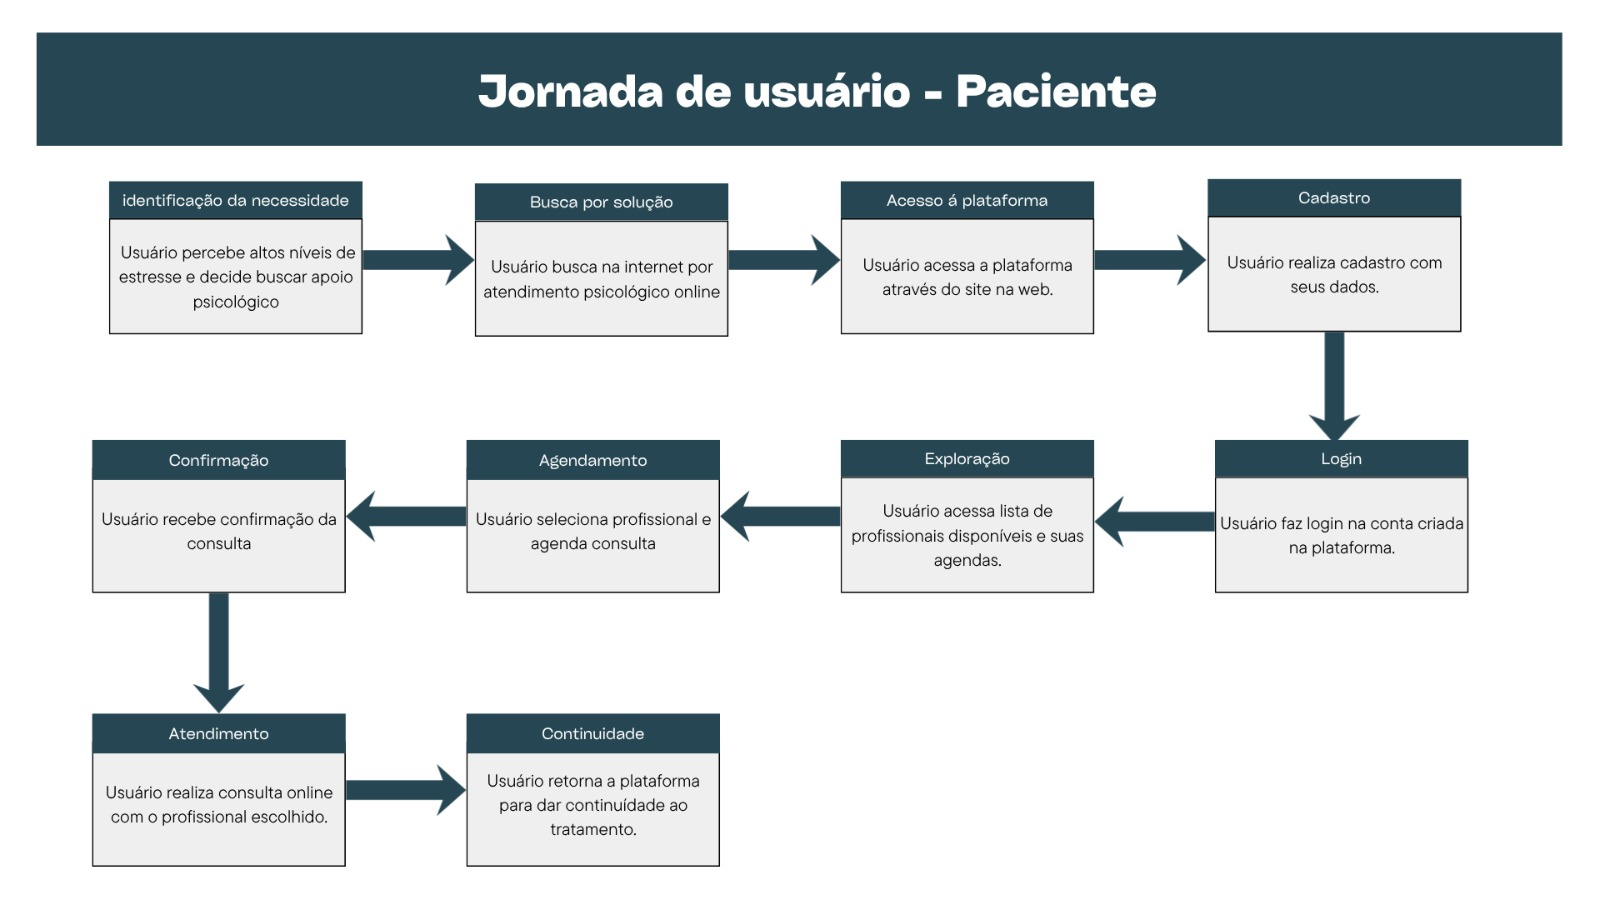 Jornada de usuário - Paciente
identificação da necessidade
Usuário percebe altos níveis de
estresse e decide buscar apoio
psicológico
Busca por solução
Usuário busca na internet por
atendimento psicológico online
Acesso á plataforma
Usuário acessa a plataforma
através do site na web.
Cadastro
Usuário realiza cadastro com
seus dados.
Login
Usuário faz login na conta criada
na plataforma.
Exploração
Usuário acessa lista de
profissionais disponíveis e suas
agendas.
Agendamento
Usuário seleciona profissional e
agenda consulta
Confirmação
Usuário recebe confirmação da
consulta
Atendimento
Usuário realiza consulta online
com o profissional escolhido.
Continuidade
Usuário retorna a plataforma
para dar continuídade ao
tratamento.